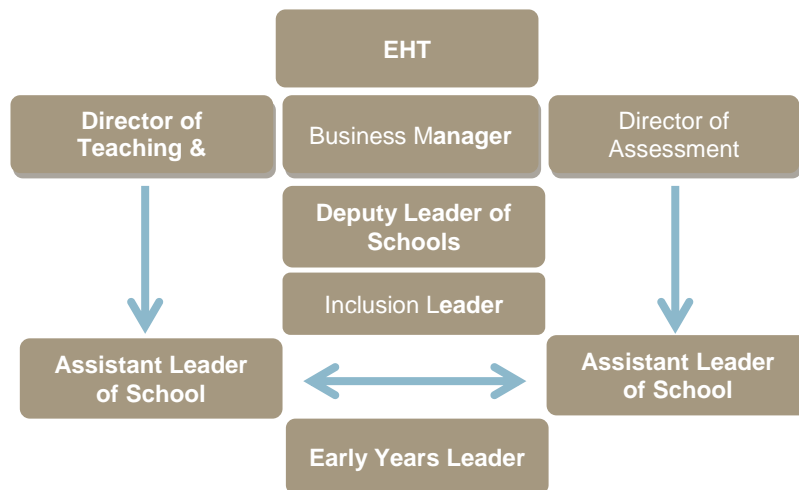 EHT
Director of
Teaching &
Business Manager
Director of
Assessment
Deputy Leader of
Schools
Inclusion Leader
Assistant Leader
of School
Assistant Leader
of School
Early Years Leader